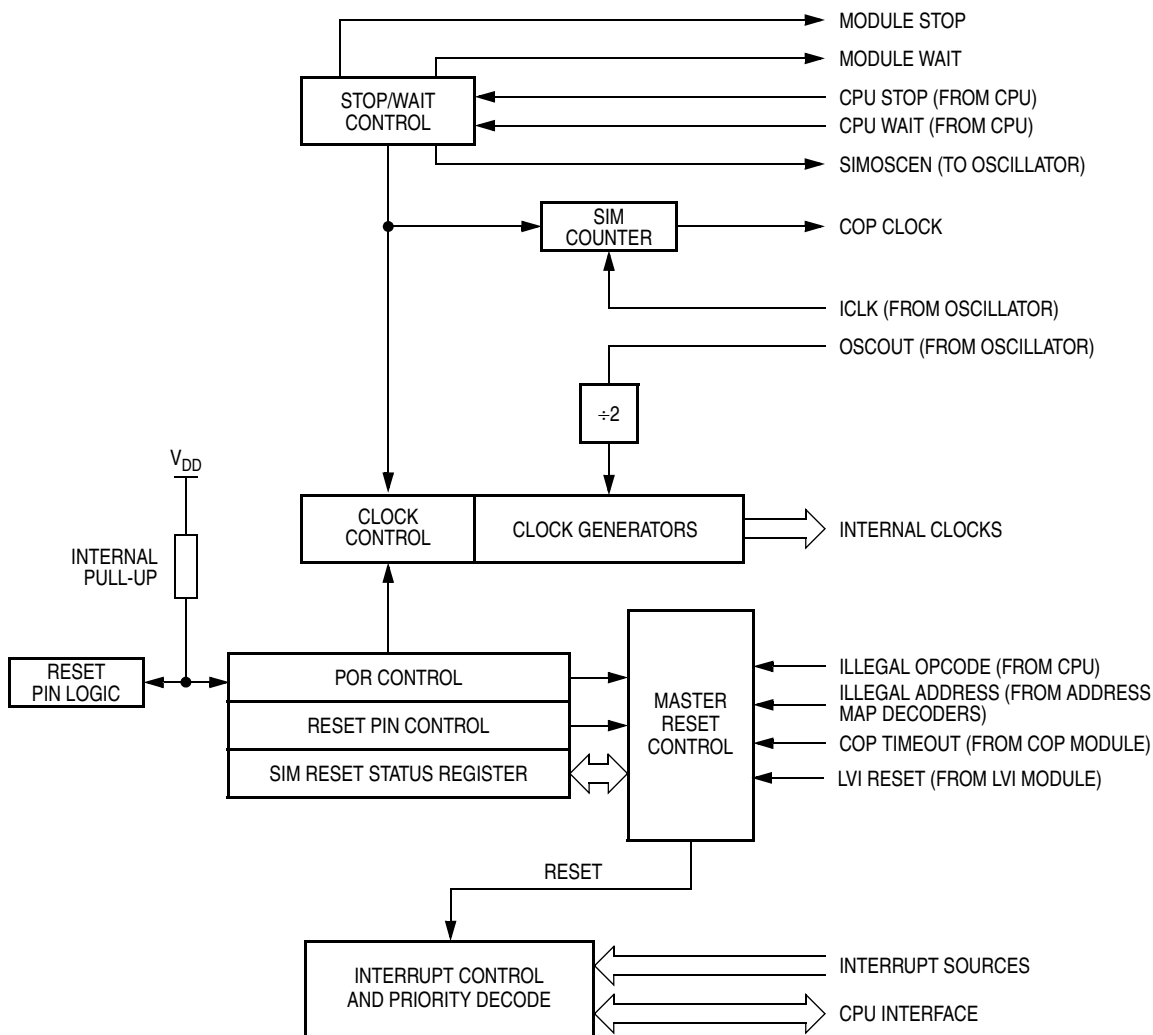 MODULE STOP
MODULE WAIT
STOP/WAIT
CONTROL
CPU STOP (FROM CPU)
CPU WAIT (FROM CPU)
SIMOSCEN (TO OSCILLATOR)
SIM
COUNTER
COP CLOCK
ICLK (FROM OSCILLATOR)
OSCOUT (FROM OSCILLATOR)
÷2
VDD
CLOCK
CONTROL
CLOCK GENERATORS
INTERNAL CLOCKS
INTERNAL
PULL-UP
RESET
PIN LOGIC
POR CONTROL
RESET PIN CONTROL
SIM RESET STATUS REGISTER
MASTER
RESET
CONTROL
ILLEGAL OPCODE (FROM CPU)
ILLEGAL ADDRESS (FROM ADDRESS
MAP DECODERS)
COP TIMEOUT (FROM COP MODULE)
LVI RESET (FROM LVI MODULE)
RESET
INTERRUPT CONTROL
AND PRIORITY DECODE
INTERRUPT SOURCES
CPU INTERFACE